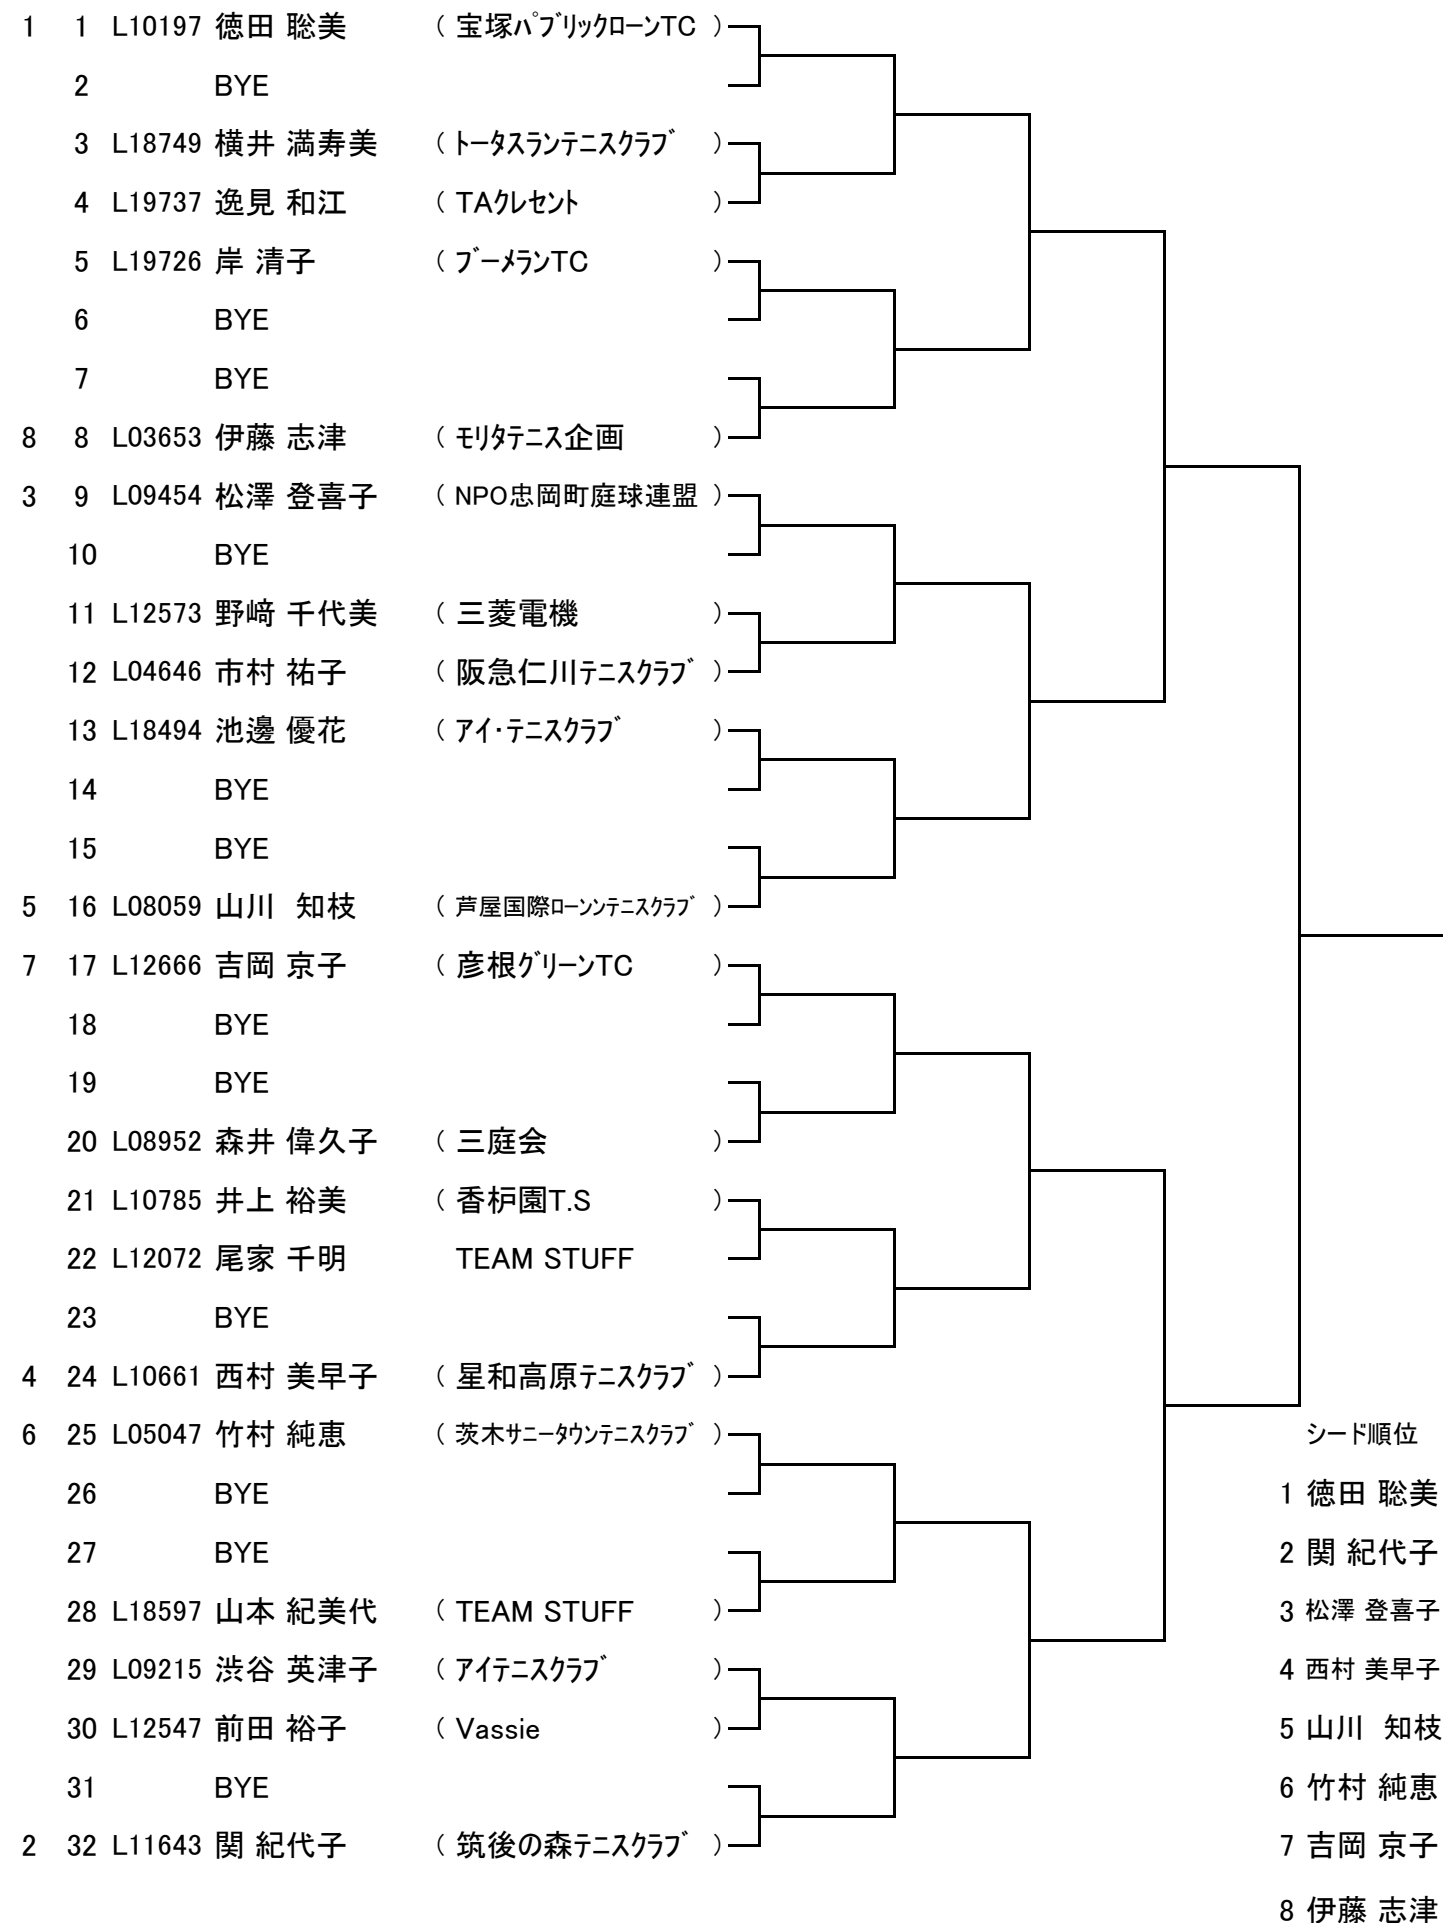 1 1 L10197 徳田 聡美 ( 宝塚ﾊﾟﾌﾞﾘｯｸﾛｰﾝTC )
2 BYE
3 L18749 横井 満寿美 ( ﾄｰﾀｽﾗﾝﾃﾆｽｸﾗﾌﾞ )
4 L19737 逸見 和江 ( TAｸﾚｾﾝﾄ )
5 L19726 岸 清子 ( ﾌﾞｰﾒﾗﾝTC )
6 BYE
7 BYE
8 8 L03653 伊藤 志津 ( ﾓﾘﾀﾃﾆｽ企画 )
3 9 L09454 松澤 登喜子 ( NPO忠岡町庭球連盟 )
10 BYE
11 L12573 野﨑 千代美 ( 三菱電機 )
12 L04646 市村 祐子 ( 阪急仁川ﾃﾆｽｸﾗﾌﾞ )
13 L18494 池邊 優花 ( ｱｲ･ﾃﾆｽｸﾗﾌﾞ )
14 BYE
15 BYE
5 16 L08059 山川　知枝 ( 芦屋国際ﾛｰﾝﾝﾃﾆｽｸﾗﾌﾞ )
7 17 L12666 吉岡 京子 ( 彦根ｸﾞﾘｰﾝTC )
18 BYE
19 BYE
20 L08952 森井 偉久子 ( 三庭会 )
21 L10785 井上 裕美 ( 香枦園T.S )
22 L12072 尾家 千明 TEAM STUFF
23 BYE
4 24 L10661 西村 美早子 ( 星和高原ﾃﾆｽｸﾗﾌﾞ )
6 25 L05047 竹村 純恵 ( 茨木ｻﾆｰﾀｳﾝﾃﾆｽｸﾗﾌﾞ )
シード順位
26 BYE
1 徳田 聡美
27 BYE
2 関 紀代子
28 L18597 山本 紀美代 ( TEAM STUFF )
3 松澤 登喜子
29 L09215 渋谷 英津子 ( ｱｲﾃﾆｽｸﾗﾌﾞ )
4 西村 美早子
30 L12547 前田 裕子 ( Vassie )
5 山川　知枝
31 BYE
6 竹村 純恵
2 32 L11643 関 紀代子 ( 筑後の森ﾃﾆｽｸﾗﾌﾞ )
7 吉岡 京子
8 伊藤 志津